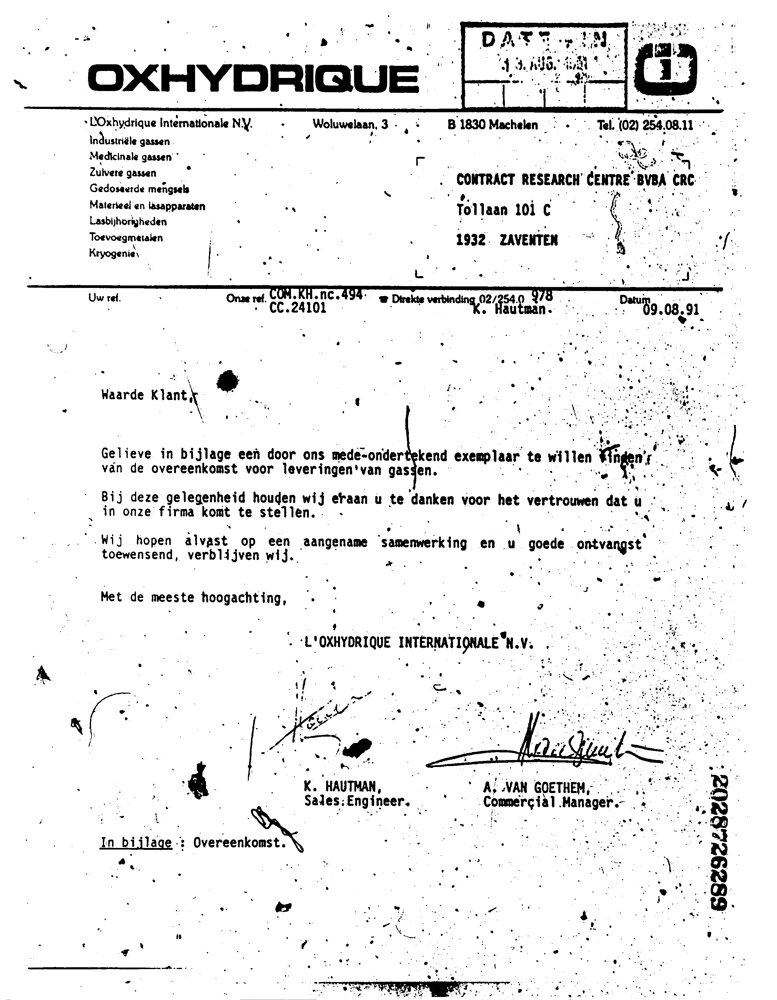 OXHYDRIQUE
DATE IN
AUG.
L'Oxhydrique Internationale N.V. Woluwelaan, 3 B 1830 Machelen Tel. (02) 254.08.11
Industriële gassen
Medicinale gassen
Zuivere gassen
Gedoseerde mengsels
Materieel en lasapparaten
Lasbijhorigheden
Toevoegmetalen
Kryogenie
CONTRACT RESEARCH CENTRE BVBA CRC
Tollaan 101 C
1932 ZAVENTEM
Uw ref. Onze ref. COM.KH.nc.494 ☎ Direkte verbinding 02/254.0 978 Datum
CC.24101 K. Hautman. 09.08.91
Waarde Klant,
Gelieve in bijlage een door ons mede-ondertekend exemplaar te willen vinden
van de overeenkomst voor leveringen van gassen.
Bij deze gelegenheid houden wij eraan u te danken voor het vertrouwen dat u
in onze firma komt te stellen.
Wij hopen alvast op een aangename samenwerking en u goede ontvangst
toewensend, verblijven wij.
Met de meeste hoogachting,
L'OXHYDRIQUE INTERNATIONALE N.V.
K. HAUTMAN, A. VAN GOETHEM,
Sales Engineer. Commercial Manager.
In bijlage : Overeenkomst.
2028726289